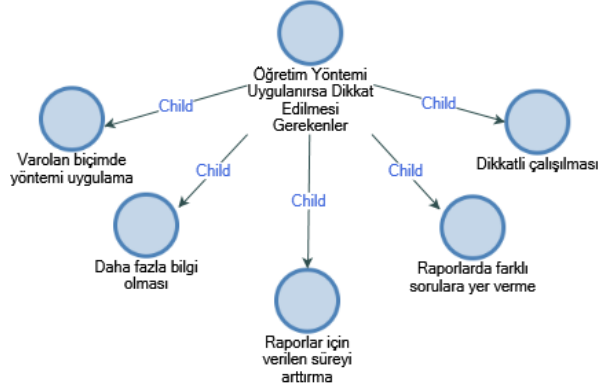 Öğretim Yöntemi
Uygulanırsa Dikkat
Edilmesi
Gerekenler
Child
Child
Varolan biçimde
yöntemi uygulama
Dikkatli çalışılması
Child
Child
Child
Daha fazla bilgi
olması
Raporlarda farklı
sorulara yer verme
Raporlar için
verilen süreyi
arttırma